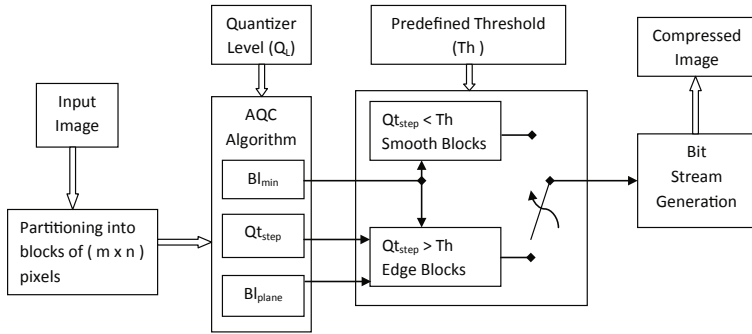 Quantizer
Level (QL)
Predefined Threshold
(Th )
Compressed
Image
Input
Image
AQC
Algorithm
Qtstep < Th
Smooth Blocks
Bit
Stream
Generation
Blmin
Partitioning into
blocks of ( m x n )
pixels
Qtstep
Qtstep > Th
Edge Blocks
Blplane